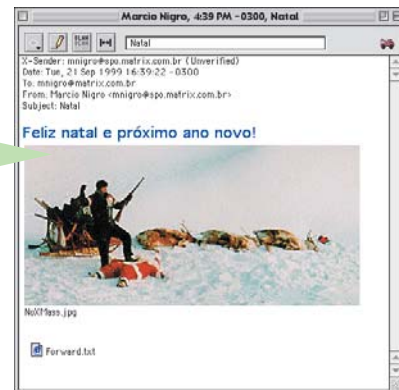 Marcio Nigro, 4:39 PM -0300, Natal
BLAH BLAH
Natal
X-Sender: mnigro@spo.matrix.com.br (Unverified)
Date: Tue, 21 Sep 1999 16:39:22 -0300
To: mnigro@matrix.com.br
From: Marcio Nigro <mnigro@spo.matrix.com.br>
Subject: Natal
Feliz natal e próximo ano novo!
NoXMass.jpg
Forward.txt